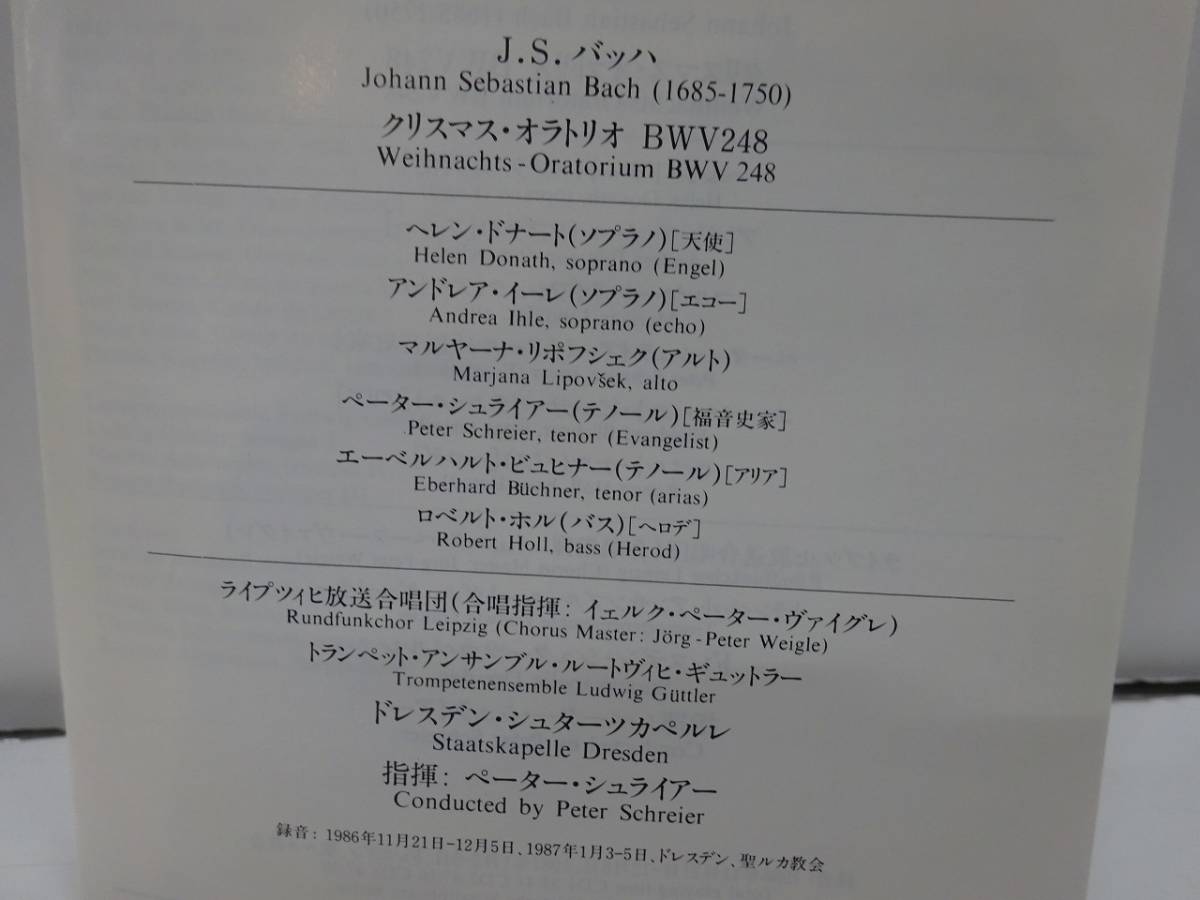 J.S. バッハ
Johann Sebastian Bach (1685-1750)
クリスマス・オラトリオ BWV248
Weihnachts-Oratorium BWV 248
ヘレン・ドナート(ソプラノ)[天使]
Helen Donath, soprano (Engel)
アンドレア・イーレ(ソプラノ)[エコー]
Andrea Ihle, soprano (echo)
マルヤーナ・リポフシェク(アルト)
Marjana Lipovšek, alto
ペーター・シュライアー(テノール)[福音史家]
Peter Schreier, tenor (Evangelist)
エーベルハルト・ビュヒナー(テノール)[アリア]
Eberhard Büchner, tenor (arias)
ロベルト・ホル(バス)[ヘロデ]
Robert Holl, bass (Herod)
ライプツィヒ放送合唱団(合唱指揮: イェルク・ペーター・ヴァイグレ)
Rundfunkchor Leipzig (Chorus Master: Jörg-Peter Weigle)
トランペット・アンサンブル・ルートヴィヒ・ギュットラー
Trompetenensemble Ludwig Güttler
ドレスデン・シュターツカペルレ
Staatskapelle Dresden
指揮: ペーター・シュライアー
Conducted by Peter Schreier
録音: 1986年11月21日-12月5日、1987年1月3-5日、ドレスデン、聖ルカ教会